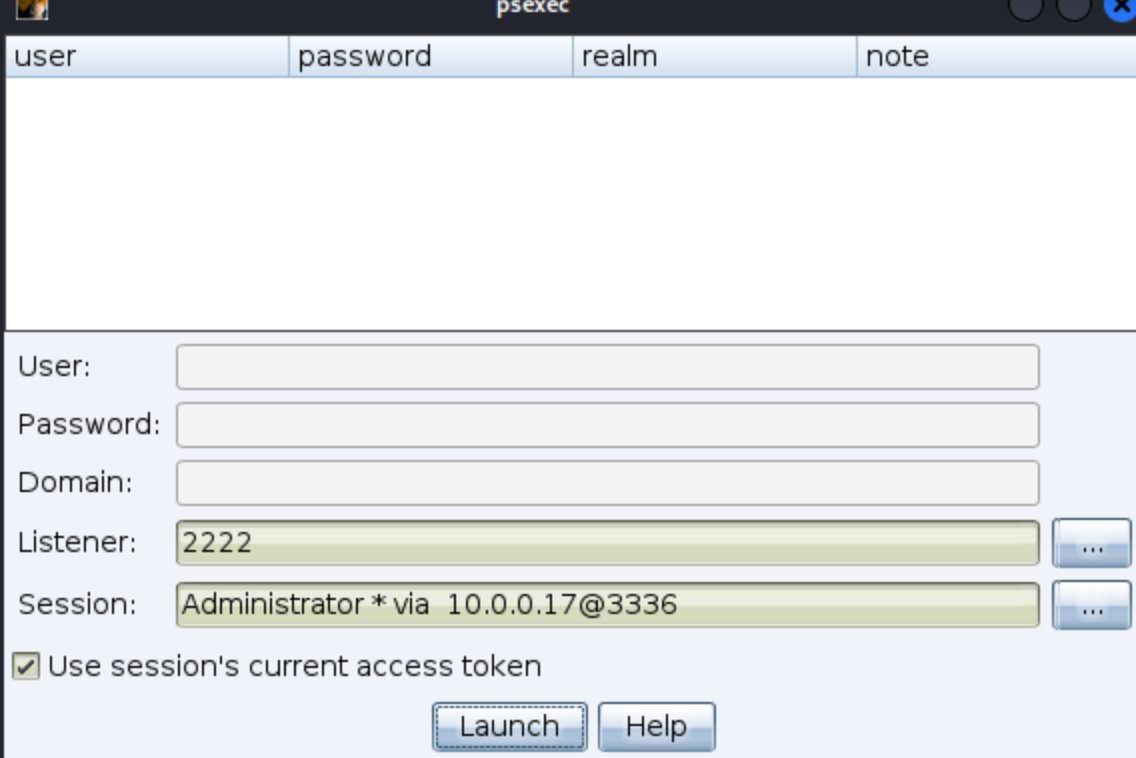 psexec
user password realm note
User:
Password:
Domain:
Listener: 2222 ...
Session: Administrator * via 10.0.0.17@3336 ...
Use session's current access token
Launch Help